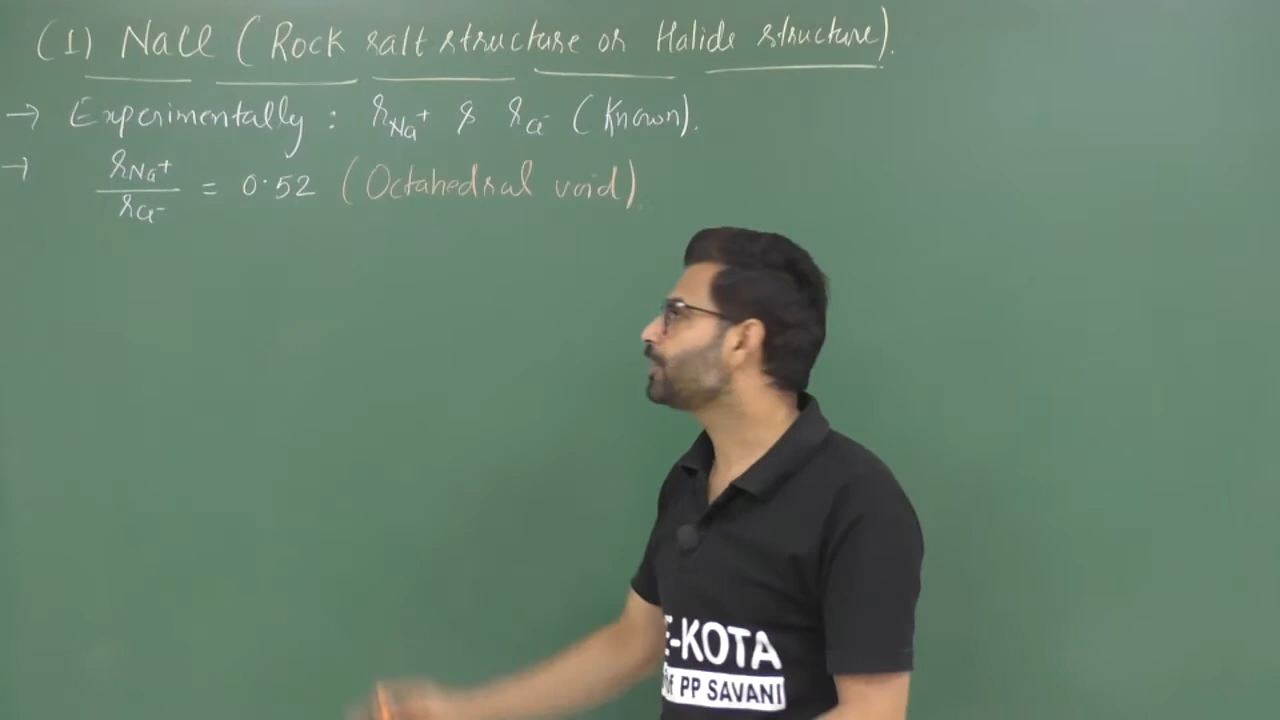 (1) NaCl (Rock salt structure or Halide structure).
→ Experimentally : rNa+ & rCl- (Known).
→ rNa+ / rCl- = 0.52 (Octahedral void).
E-KOTA
of PP SAVANI